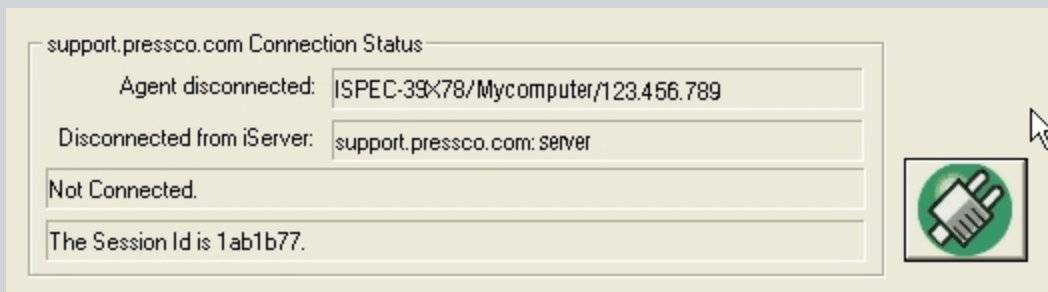 support.pressco.com Connection Status
Agent disconnected: ISPEC-39X78/Mycomputer/123.456.789
Disconnected from iServer: support.pressco.com: server
Not Connected.
The Session Id is 1ab1b77.